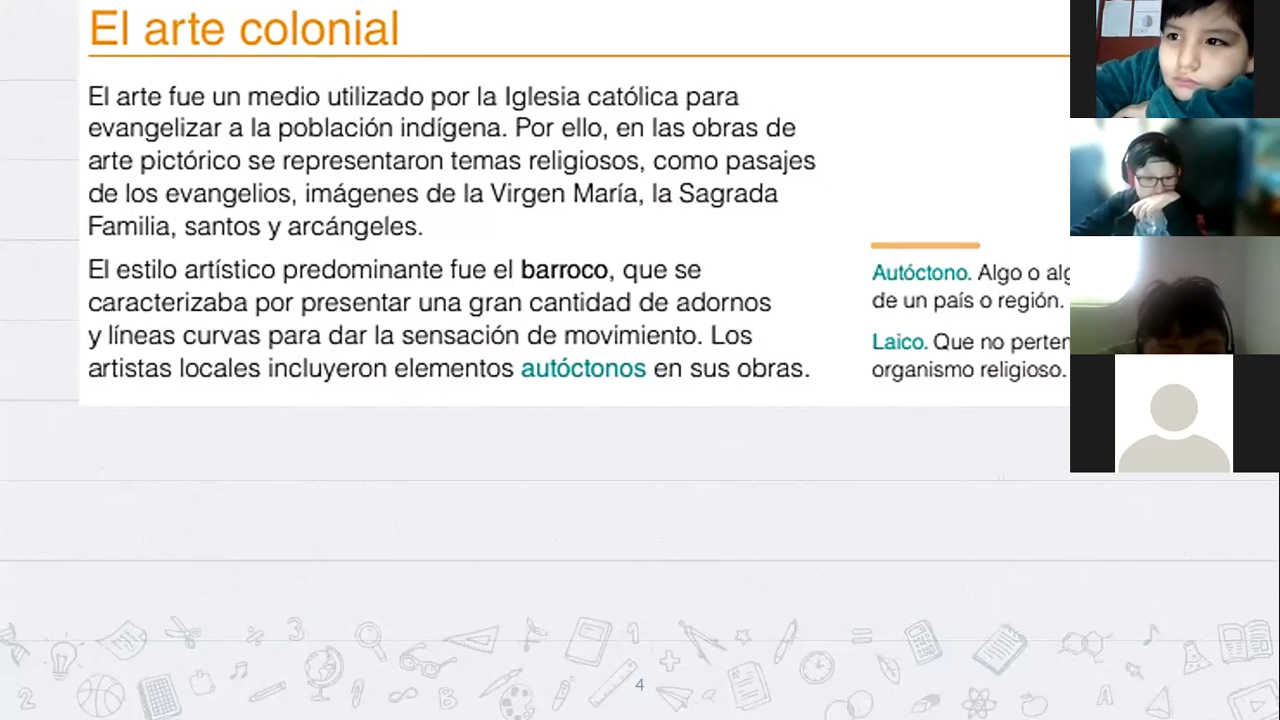 El arte colonial
El arte fue un medio utilizado por la Iglesia católica para
evangelizar a la población indígena. Por ello, en las obras de
arte pictórico se representaron temas religiosos, como pasajes
de los evangelios, imágenes de la Virgen María, la Sagrada
Familia, santos y arcángeles.
El estilo artístico predominante fue el barroco, que se
caracterizaba por presentar una gran cantidad de adornos
y líneas curvas para dar la sensación de movimiento. Los
artistas locales incluyeron elementos autóctonos en sus obras.
Autóctono. Algo o
de un país o región.
Laico. Que no
organismo religioso.
4